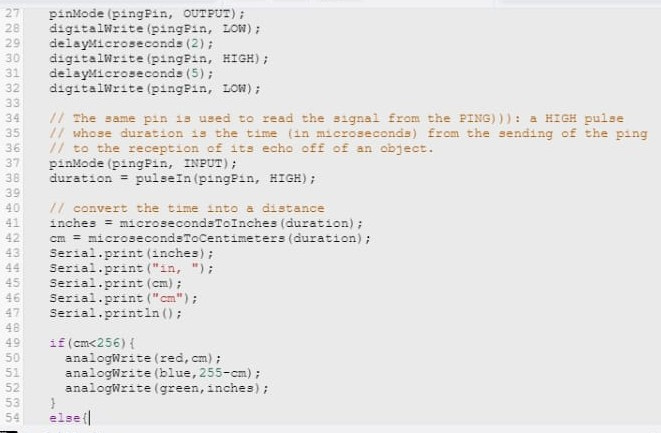 27 pinMode(pingPin, OUTPUT);
28 digitalWrite(pingPin, LOW);
29 delayMicroseconds(2);
30 digitalWrite(pingPin, HIGH);
31 delayMicroseconds(5);
32 digitalWrite(pingPin, LOW);
33
34 // The same pin is used to read the signal from the PING))): a HIGH pulse
35 // whose duration is the time (in microseconds) from the sending of the ping
36 // to the reception of its echo off of an object.
37 pinMode(pingPin, INPUT);
38 duration = pulseIn(pingPin, HIGH);
39
40 // convert the time into a distance
41 inches = microsecondsToInches(duration);
42 cm = microsecondsToCentimeters(duration);
43 Serial.print(inches);
44 Serial.print("in, ");
45 Serial.print(cm);
46 Serial.print("cm");
47 Serial.println();
48
49 if(cm<256){
50 analogWrite(red,cm);
51 analogWrite(blue,255-cm);
52 analogWrite(green,inches);
53 }
54 else{